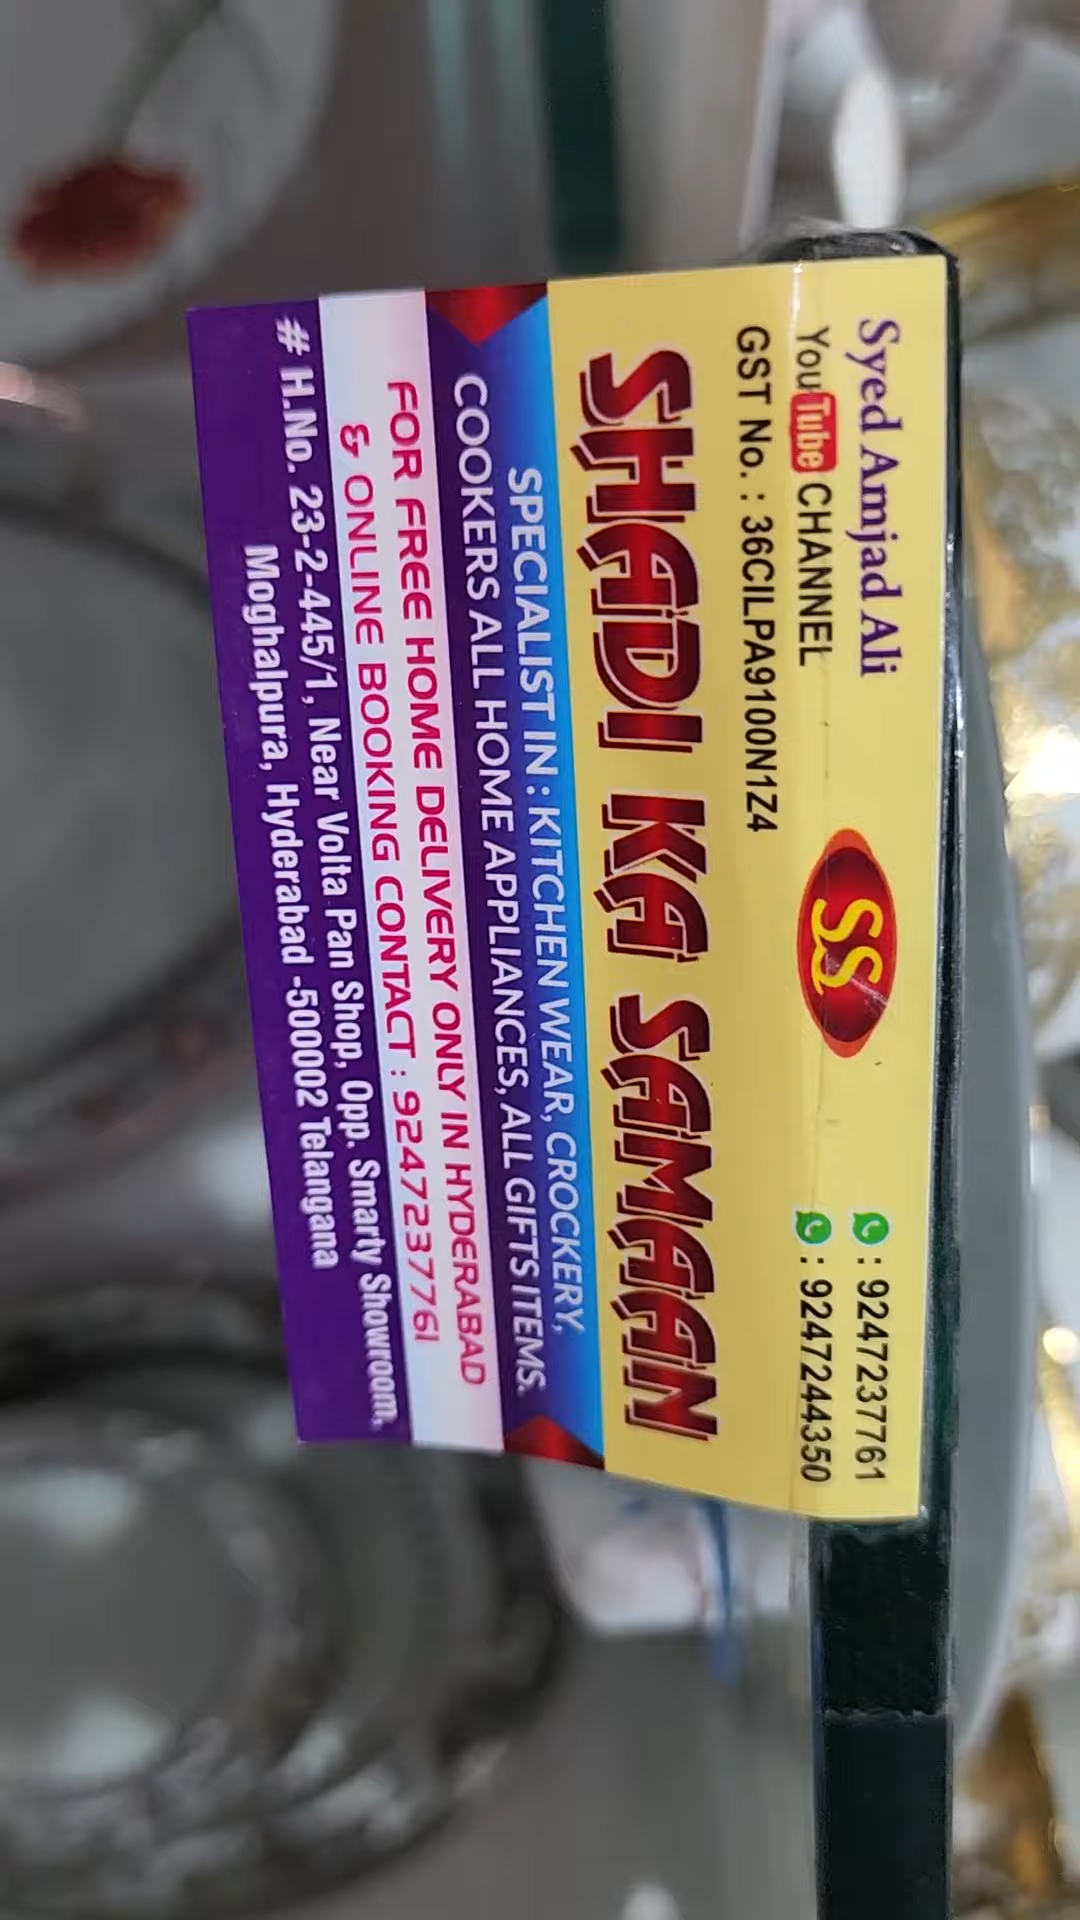 Syed Amjad Ali
YouTube CHANNEL
GST No. : 36CILPA9100N1Z4
SS
: 9247237761
: 9247244350
SHADI KA SAMAAN
SPECIALIST IN : KITCHEN WEAR, CROCKERY,
COOKERS ALL HOME APPLIANCES, ALL GIFTS ITEMS.
FOR FREE HOME DELIVERY ONLY IN HYDERABAD
& ONLINE BOOKING CONTACT : 9247237761
# H.No. 23-2-445/1, Near Volta Pan Shop, Opp. Smarty Showroom,
Moghalpura, Hyderabad -500002 Telangana